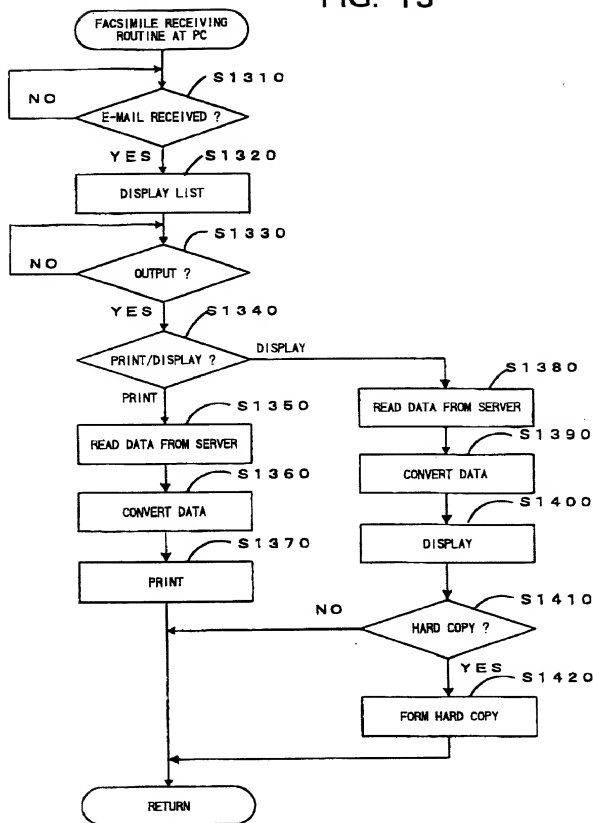 FIG. 13
FACSIMILE RECEIVING
ROUTINE AT PC
S1310
NO
E-MAIL RECEIVED ?
YES
S1320
DISPLAY LIST
S1330
NO
OUTPUT ?
YES
S1340
PRINT/DISPLAY ?
DISPLAY
PRINT
S1350
READ DATA FROM SERVER
S1360
CONVERT DATA
S1370
PRINT
S1380
READ DATA FROM SERVER
S1390
CONVERT DATA
S1400
DISPLAY
S1410
NO
HARD COPY ?
YES
S1420
FORM HARD COPY
RETURN